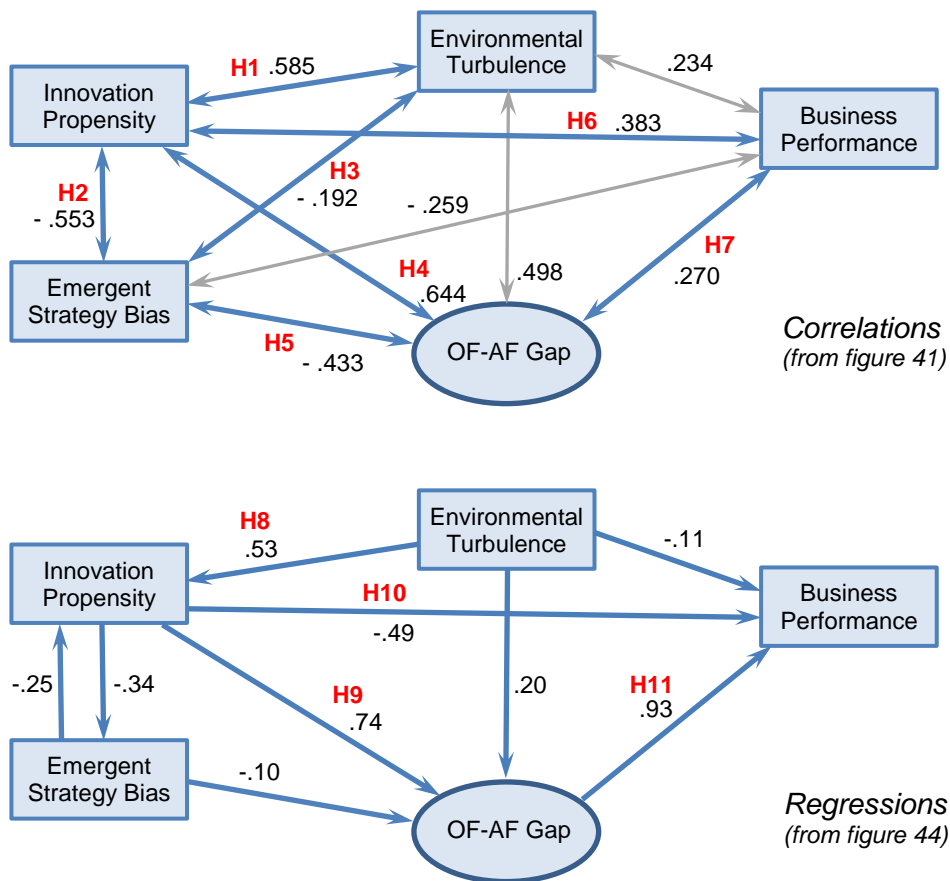 Environmental
Turbulence
H1 .585
.234
Innovation
Propensity
Business
Performance
H6 .383
H3
- .192
H2
- .553
- .259
H7
.270
H4
.644
.498
Emergent
Strategy Bias
H5
- .433
OF-AF Gap
Correlations
(from figure 41)
Environmental
Turbulence
H8
.53
-.11
Innovation
Propensity
Business
Performance
H10
-.49
-.25
-.34
H9
.74
.20
H11
.93
Emergent
Strategy Bias
-.10
OF-AF Gap
Regressions
(from figure 44)